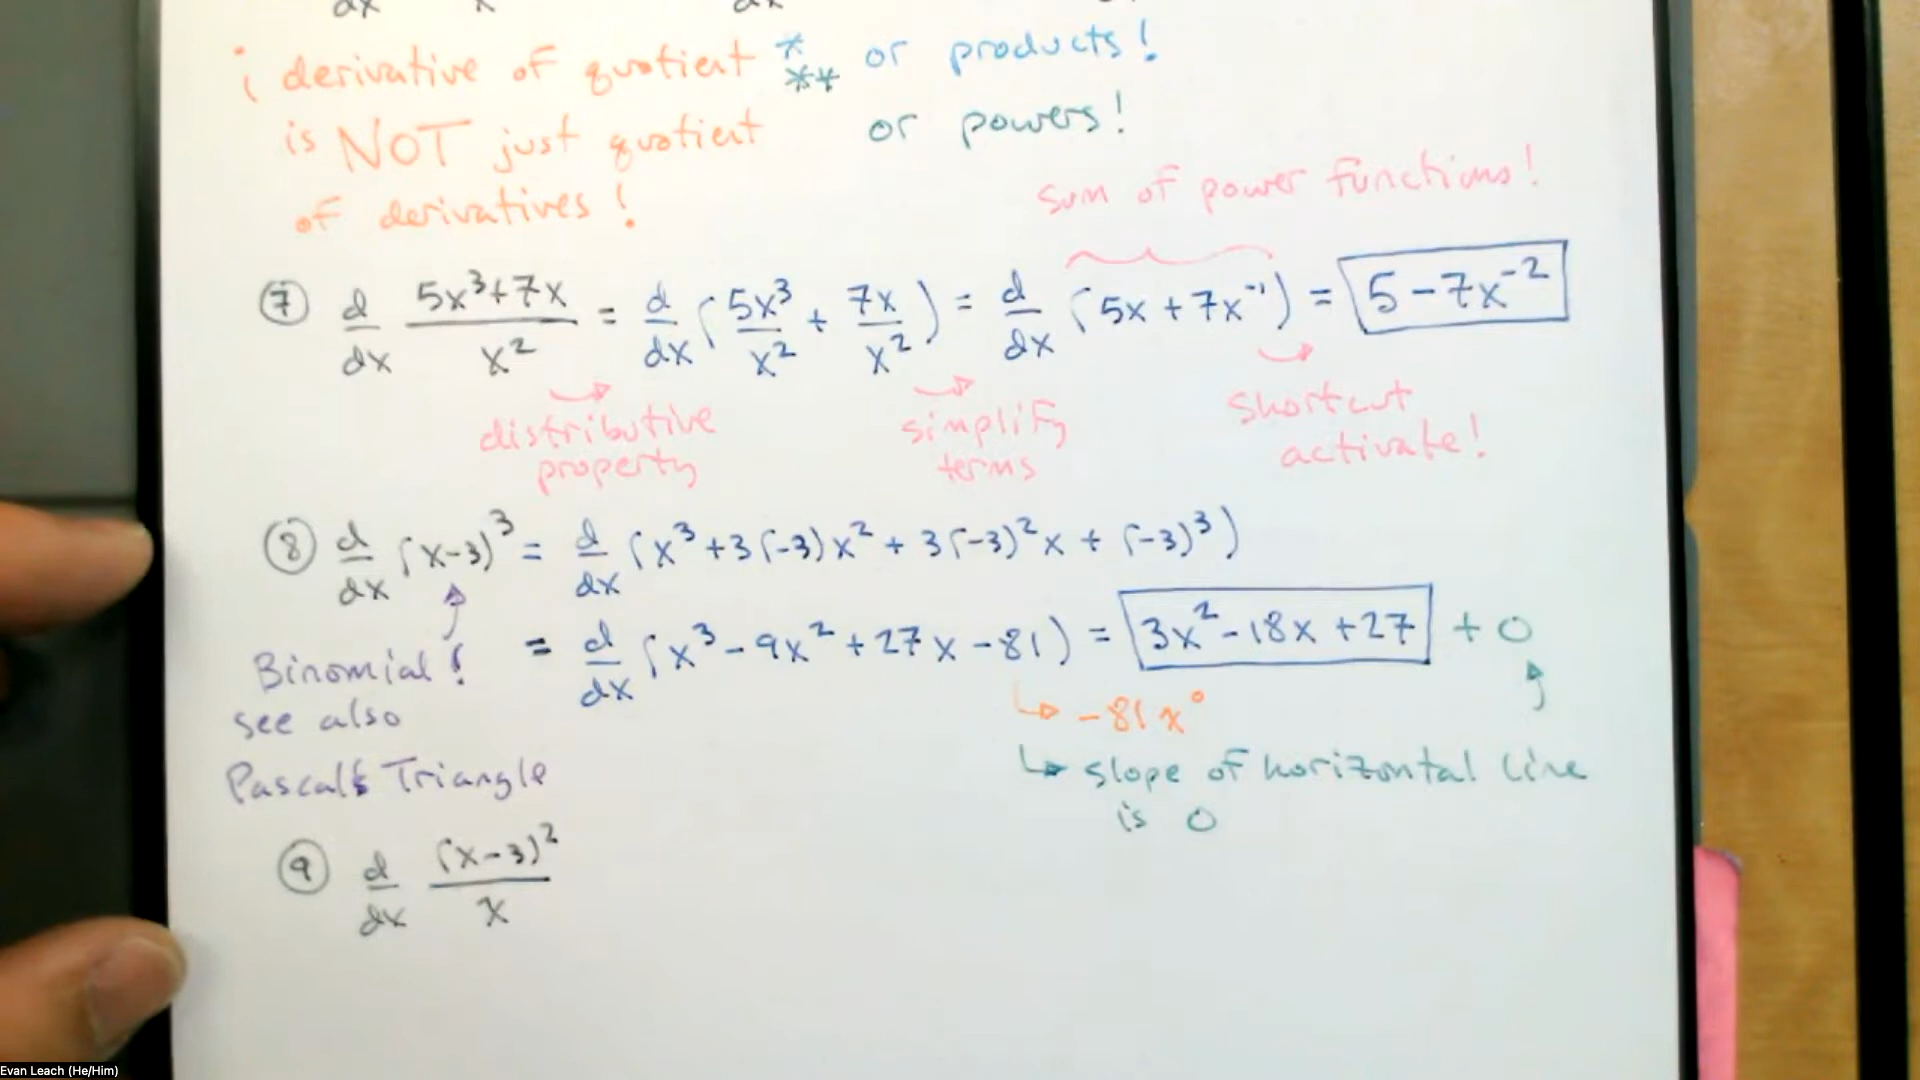 dx x dx
¡ derivative of quotient * ** or products!
is NOT just quotient or powers!
of derivatives!
sum of power functions!
⑦ d/dx (5x³+7x)/x² = d/dx (5x³/x² + 7x/x²) = d/dx (5x + 7x⁻¹) = 5-7x⁻²
distributive property
simplify terms
shortcut activate!
⑧ d/dx (x-3)³ = d/dx (x³+3(-3)x²+3(-3)²x+(-3)³)
= d/dx (x³-9x²+27x-81) = 3x²-18x+27 + 0
Binomial!
see also
Pascal's Triangle
↳ -81x⁰
↳ slope of horizontal line
is 0
⑨ d/dx (x-3)²/x
Evan Leach (He/Him)